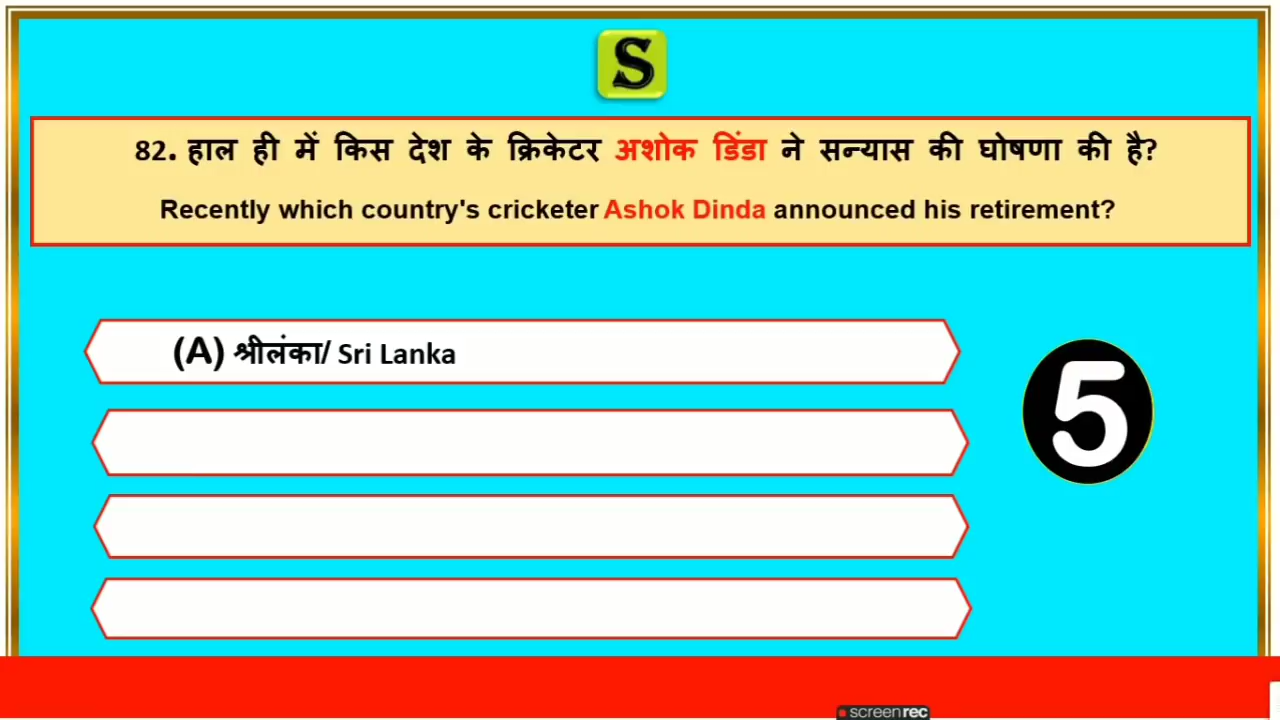 S
82. हाल ही में किस देश के क्रिकेटर अशोक डिंडा ने सन्यास की घोषणा की है?
Recently which country's cricketer Ashok Dinda announced his retirement?
(A) श्रीलंका/ Sri Lanka
5
screenrec